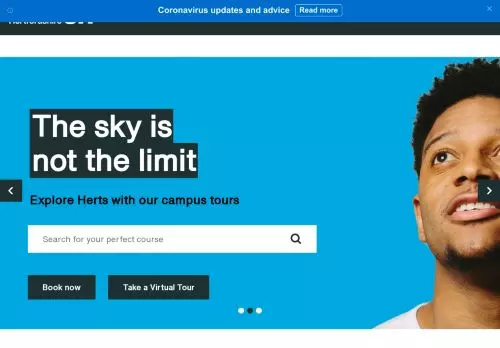 Coronavirus updates and advice Read more
The sky is
not the limit
Explore Herts with our campus tours
Search for your perfect course
Book now Take a Virtual Tour